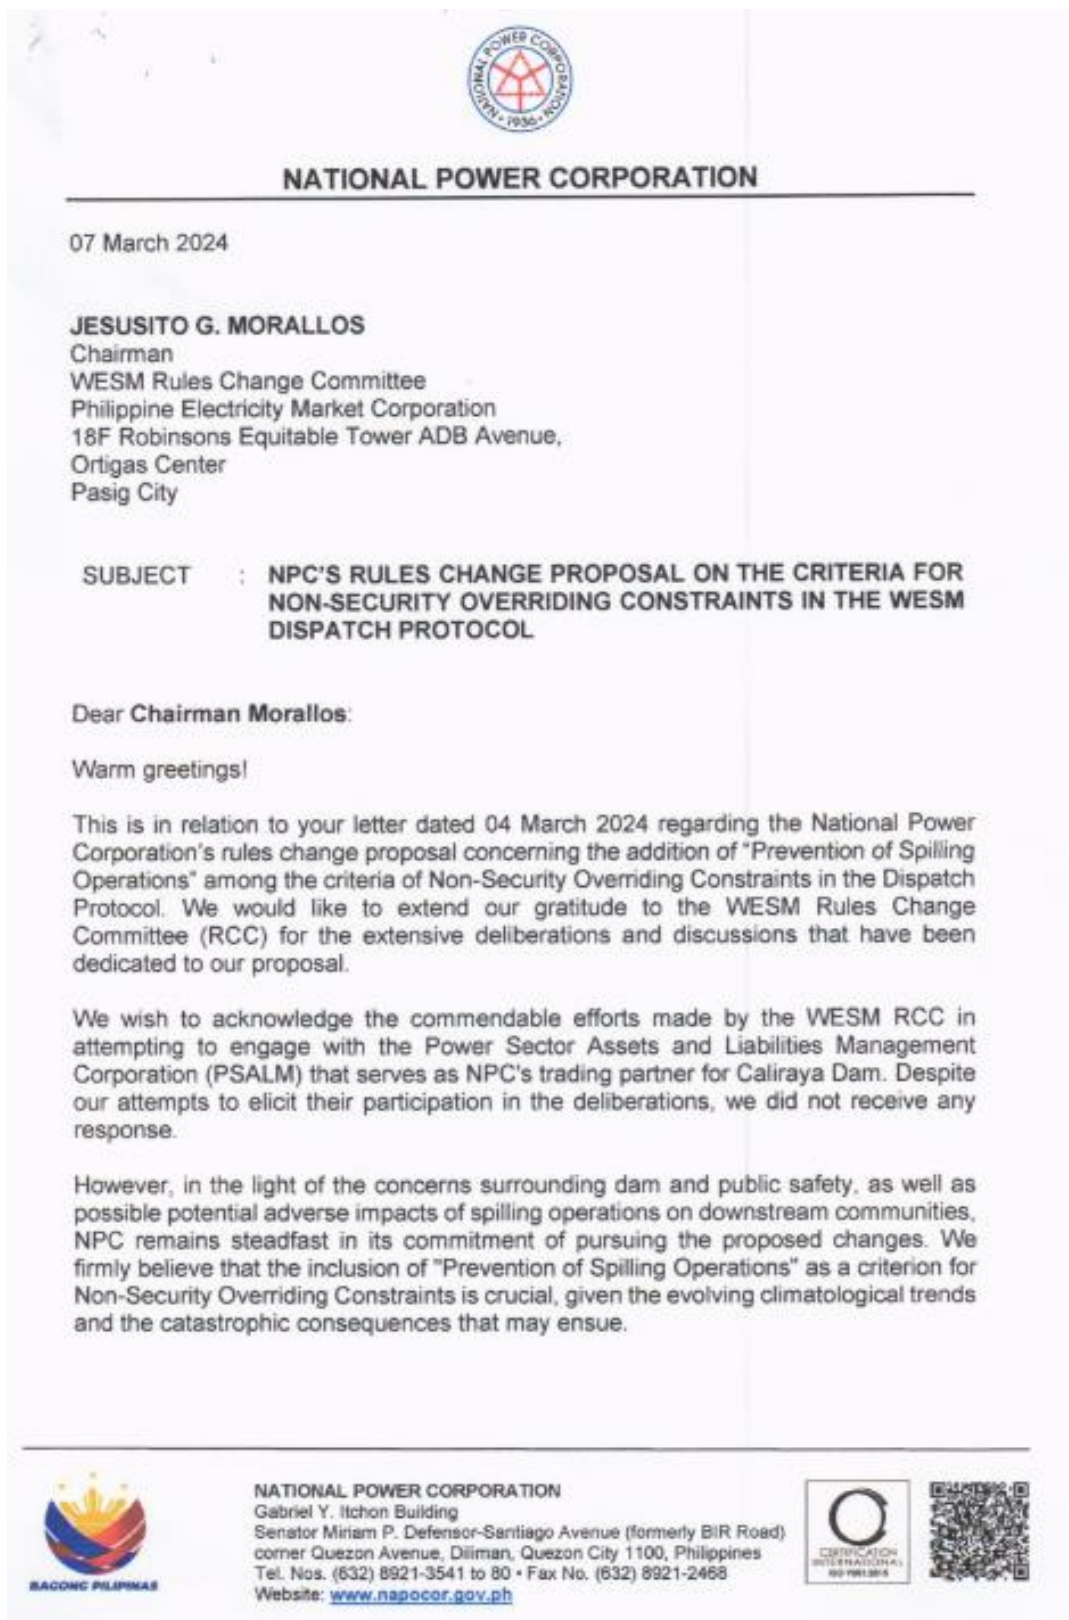 NATIONAL POWER CORPORATION
• 1936 •
NATIONAL POWER CORPORATION
07 March 2024
JESUSITO G. MORALLOS
Chairman
WESM Rules Change Committee
Philippine Electricity Market Corporation
18F Robinsons Equitable Tower ADB Avenue,
Ortigas Center
Pasig City
SUBJECT : NPC'S RULES CHANGE PROPOSAL ON THE CRITERIA FOR
NON-SECURITY OVERRIDING CONSTRAINTS IN THE WESM
DISPATCH PROTOCOL
Dear Chairman Morallos:
Warm greetings!
This is in relation to your letter dated 04 March 2024 regarding the National Power
Corporation's rules change proposal concerning the addition of "Prevention of Spilling
Operations" among the criteria of Non-Security Overriding Constraints in the Dispatch
Protocol. We would like to extend our gratitude to the WESM Rules Change
Committee (RCC) for the extensive deliberations and discussions that have been
dedicated to our proposal.
We wish to acknowledge the commendable efforts made by the WESM RCC in
attempting to engage with the Power Sector Assets and Liabilities Management
Corporation (PSALM) that serves as NPC's trading partner for Caliraya Dam. Despite
our attempts to elicit their participation in the deliberations, we did not receive any
response.
However, in the light of the concerns surrounding dam and public safety, as well as
possible potential adverse impacts of spilling operations on downstream communities,
NPC remains steadfast in its commitment of pursuing the proposed changes. We
firmly believe that the inclusion of "Prevention of Spilling Operations" as a criterion for
Non-Security Overriding Constraints is crucial, given the evolving climatological trends
and the catastrophic consequences that may ensue.
BAGONG PILIPINAS
NATIONAL POWER CORPORATION
Gabriel Y. Itchon Building
Senator Miriam P. Defensor-Santiago Avenue (formerly BIR Road)
corner Quezon Avenue, Diliman, Quezon City 1100, Philippines
Tel. Nos. (632) 8921-3541 to 80 • Fax No. (632) 8921-2468
Website: www.napocor.gov.ph
CERTIFICATION
INTERNATIONAL